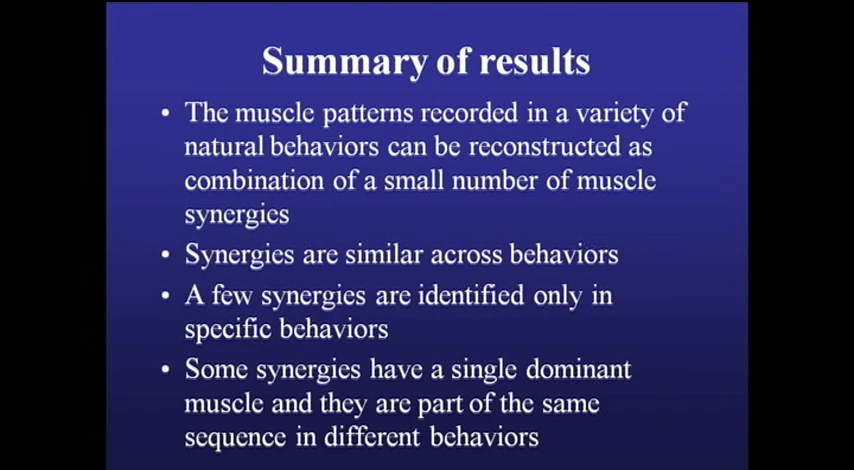 Summary of results
• The muscle patterns recorded in a variety of
natural behaviors can be reconstructed as
combination of a small number of muscle
synergies
• Synergies are similar across behaviors
• A few synergies are identified only in
specific behaviors
• Some synergies have a single dominant
muscle and they are part of the same
sequence in different behaviors